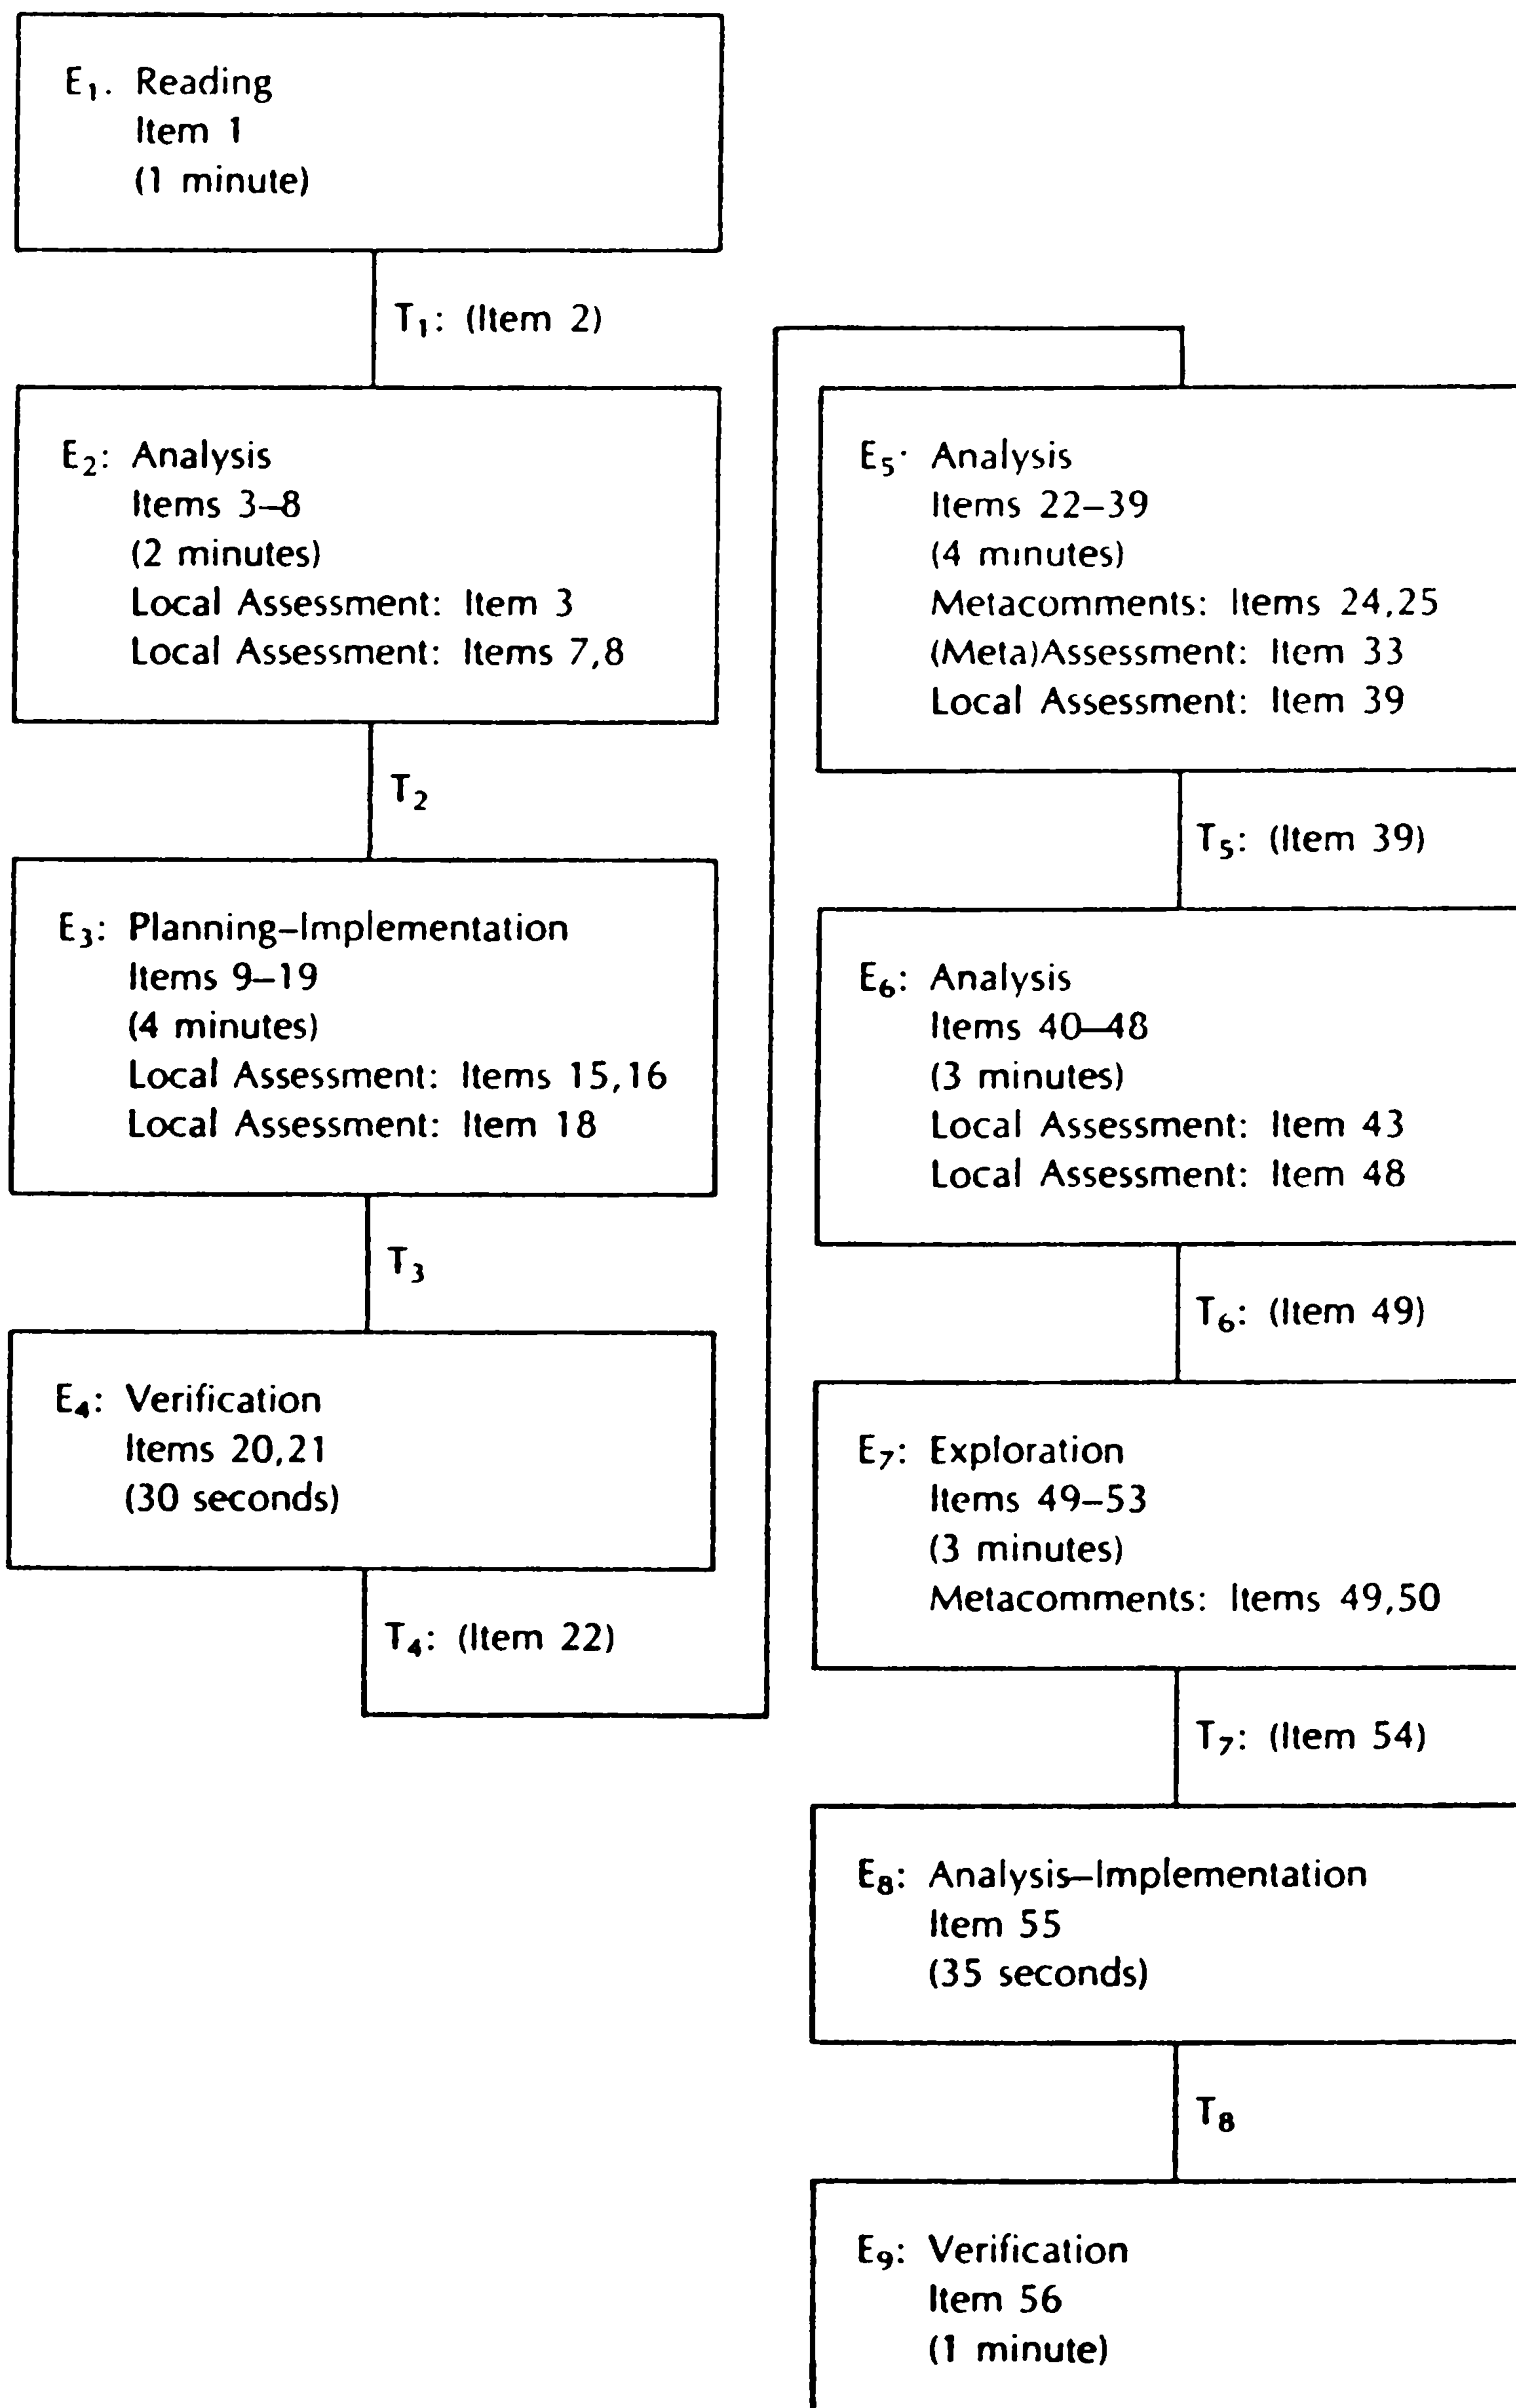 E₁. Reading
Item 1
(1 minute)
T₁: (Item 2)
E₂: Analysis
Items 3–8
(2 minutes)
Local Assessment: Item 3
Local Assessment: Items 7,8
T₂
E₃: Planning–Implementation
Items 9–19
(4 minutes)
Local Assessment: Items 15,16
Local Assessment: Item 18
T₃
E₄: Verification
Items 20,21
(30 seconds)
T₄: (Item 22)
E₅· Analysis
Items 22–39
(4 minutes)
Metacomments: Items 24,25
(Meta)Assessment: Item 33
Local Assessment: Item 39
T₅: (Item 39)
E₆: Analysis
Items 40–48
(3 minutes)
Local Assessment: Item 43
Local Assessment: Item 48
T₆: (Item 49)
E₇: Exploration
Items 49–53
(3 minutes)
Metacomments: Items 49,50
T₇: (Item 54)
E₈: Analysis–Implementation
Item 55
(35 seconds)
T₈
E₉: Verification
Item 56
(1 minute)